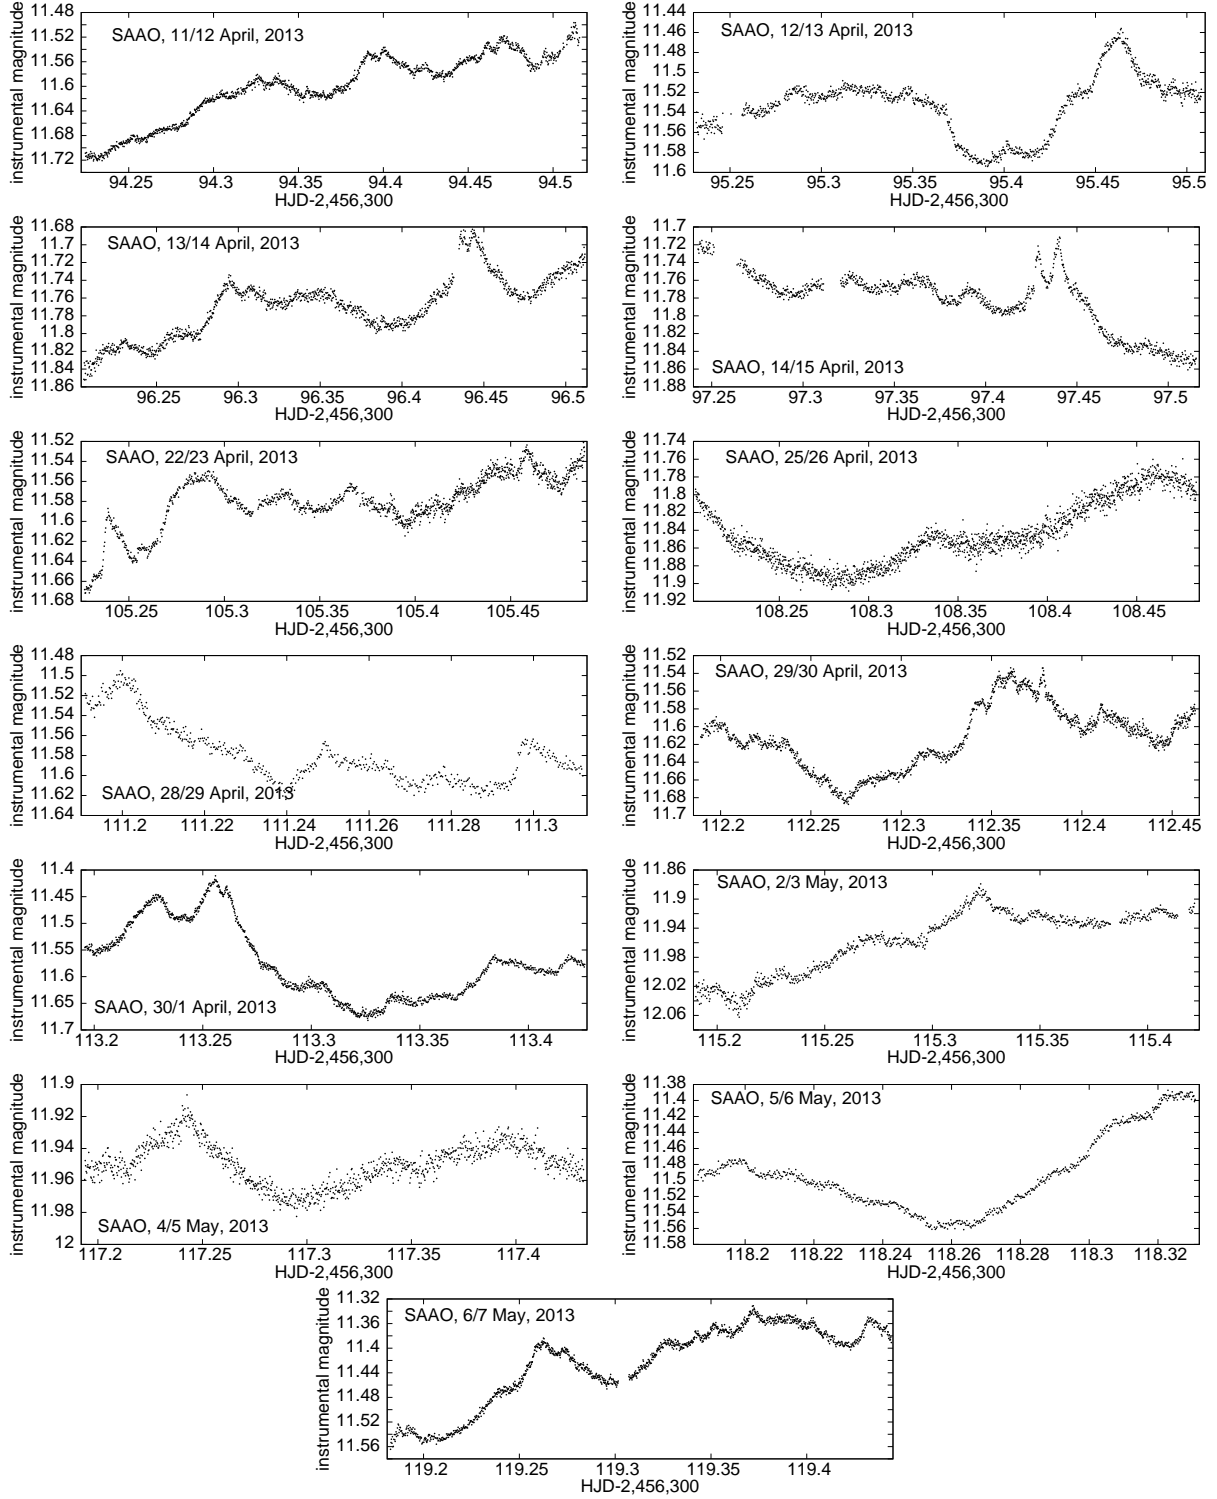 instrumental magnitude
11.48
11.52
11.56
11.6
11.64
11.68
11.72
SAAO, 11/12 April, 2013
94.25 94.3 94.35 94.4 94.45 94.5
HJD-2,456,300
instrumental magnitude
11.44
11.46
11.48
11.5
11.52
11.54
11.56
11.58
11.6
SAAO, 12/13 April, 2013
95.25 95.3 95.35 95.4 95.45 95.5
HJD-2,456,300
instrumental magnitude
11.68
11.7
11.72
11.74
11.76
11.78
11.8
11.82
11.84
11.86
SAAO, 13/14 April, 2013
96.25 96.3 96.35 96.4 96.45 96.5
HJD-2,456,300
instrumental magnitude
11.7
11.72
11.74
11.76
11.78
11.8
11.82
11.84
11.86
11.88
SAAO, 14/15 April, 2013
97.25 97.3 97.35 97.4 97.45 97.5
HJD-2,456,300
instrumental magnitude
11.52
11.54
11.56
11.58
11.6
11.62
11.64
11.66
11.68
SAAO, 22/23 April, 2013
105.25 105.3 105.35 105.4 105.45
HJD-2,456,300
instrumental magnitude
11.74
11.76
11.78
11.8
11.82
11.84
11.86
11.88
11.9
11.92
SAAO, 25/26 April, 2013
108.25 108.3 108.35 108.4 108.45
HJD-2,456,300
instrumental magnitude
11.48
11.5
11.52
11.54
11.56
11.58
11.6
11.62
11.64
SAAO, 28/29 April, 2013
111.2 111.22 111.24 111.26 111.28 111.3
HJD-2,456,300
instrumental magnitude
11.52
11.54
11.56
11.58
11.6
11.62
11.64
11.66
11.68
11.7
SAAO, 29/30 April, 2013
112.2 112.25 112.3 112.35 112.4 112.45
HJD-2,456,300
instrumental magnitude
11.4
11.45
11.5
11.55
11.6
11.65
11.7
SAAO, 30/1 April, 2013
113.2 113.25 113.3 113.35 113.4
HJD-2,456,300
instrumental magnitude
11.86
11.9
11.94
11.98
12.02
12.06
SAAO, 2/3 May, 2013
115.2 115.25 115.3 115.35 115.4
HJD-2,456,300
instrumental magnitude
11.9
11.92
11.94
11.96
11.98
12
SAAO, 4/5 May, 2013
117.2 117.25 117.3 117.35 117.4
HJD-2,456,300
instrumental magnitude
11.38
11.4
11.42
11.44
11.46
11.48
11.5
11.52
11.54
11.56
11.58
SAAO, 5/6 May, 2013
118.2 118.22 118.24 118.26 118.28 118.3 118.32
HJD-2,456,300
instrumental magnitude
11.32
11.36
11.4
11.44
11.48
11.52
11.56
SAAO, 6/7 May, 2013
119.2 119.25 119.3 119.35 119.4
HJD-2,456,300